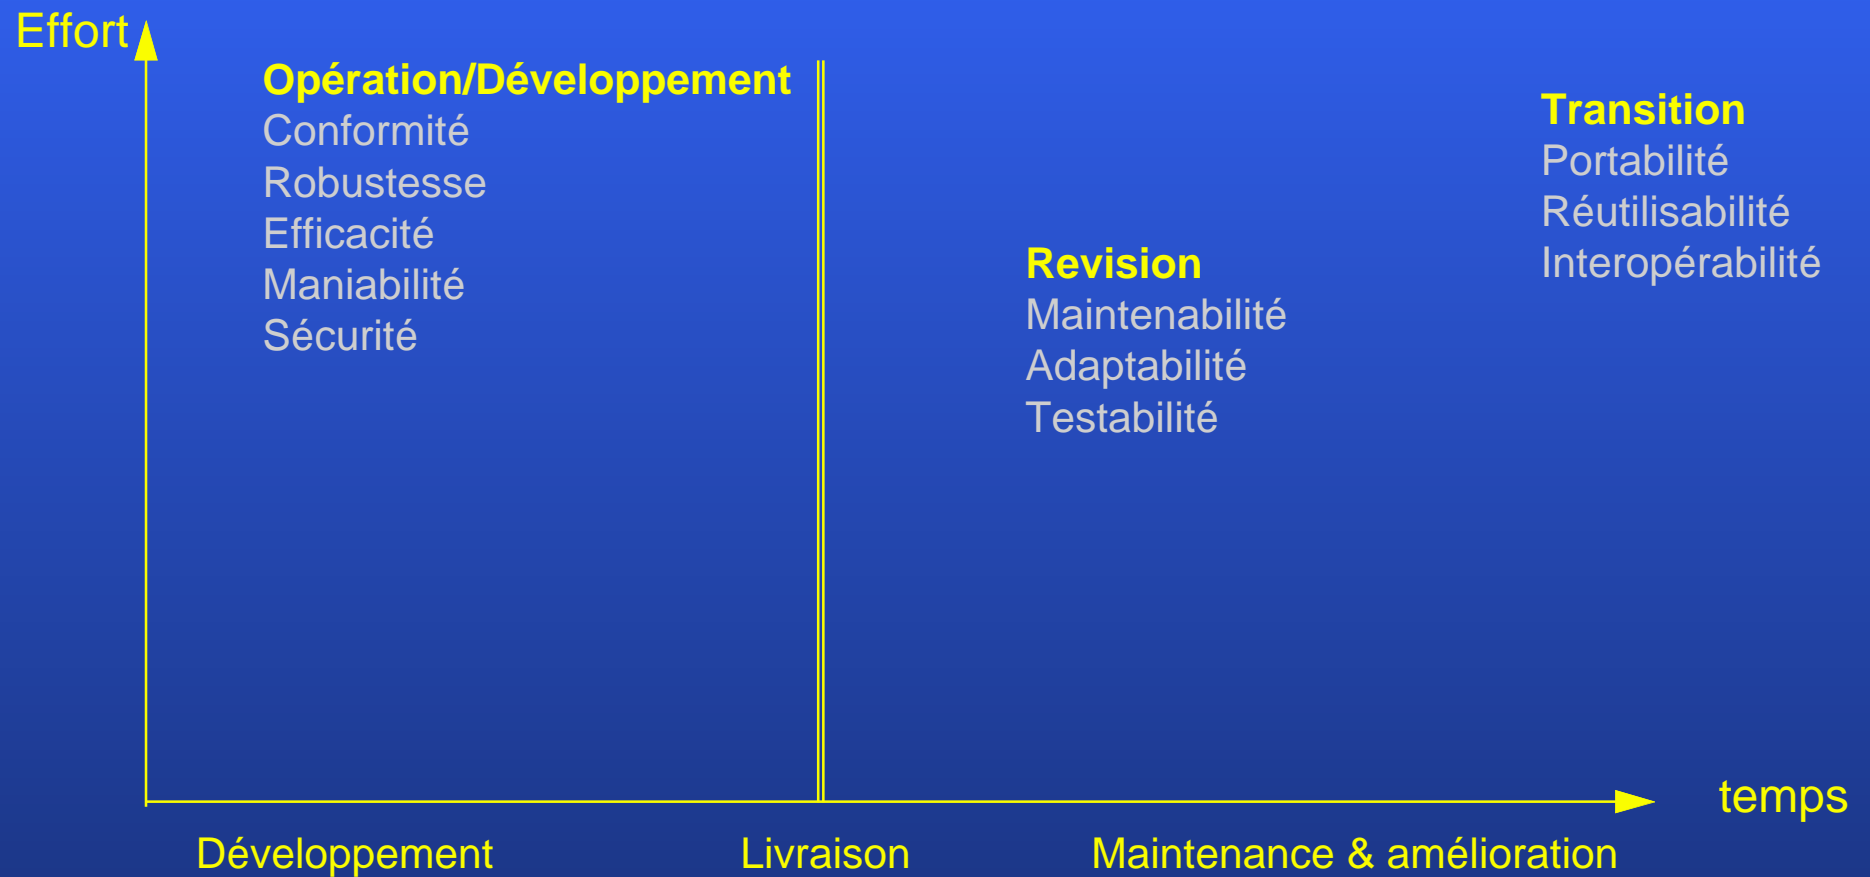 Effort
Opération/Développement
Conformité
Robustesse
Efficacité
Maniabilité
Sécurité
Revision
Maintenabilité
Adaptabilité
Testabilité
Transition
Portabilité
Réutilisabilité
Interopérabilité
temps
Développement
Livraison
Maintenance & amélioration